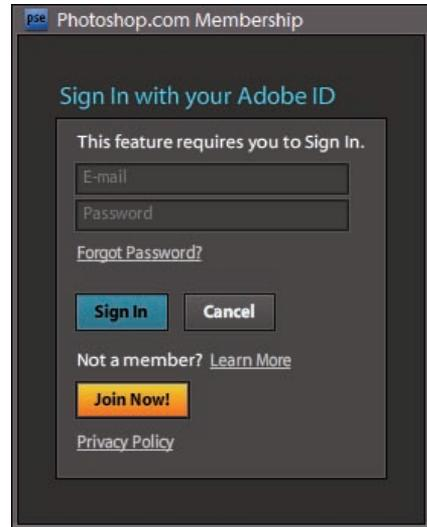 pse Photoshop.com Membership
Sign In with your Adobe ID
This feature requires you to Sign In.
E-mail
Password
Forgot Password?
Sign In Cancel
Not a member? Learn More
Join Now!
Privacy Policy